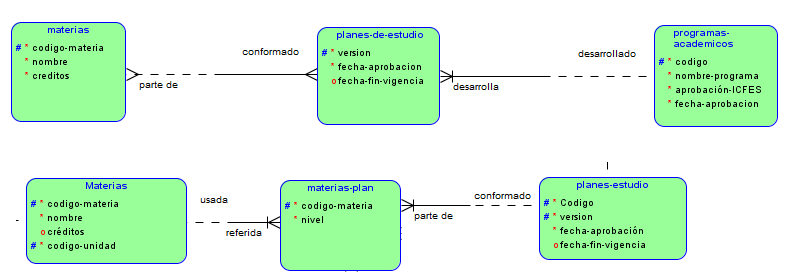 materias
# * codigo-materia
* nombre
* creditos
parte de
conformado
planes-de-estudio
# * version
* fecha-aprobacion
o fecha-fin-vigencia
desarrolla
desarrollado
programas-
academicos
# * codigo
* nombre-programa
* aprobación-ICFES
* fecha-aprobacion
Materias
# * codigo-materia
* nombre
o créditos
# * codigo-unidad
usada
referida
materias-plan
# * codigo-materia
* nivel
parte de
conformado
planes-estudio
# * Codigo
# * version
* fecha-aprobación
o fecha-fin-vigencia